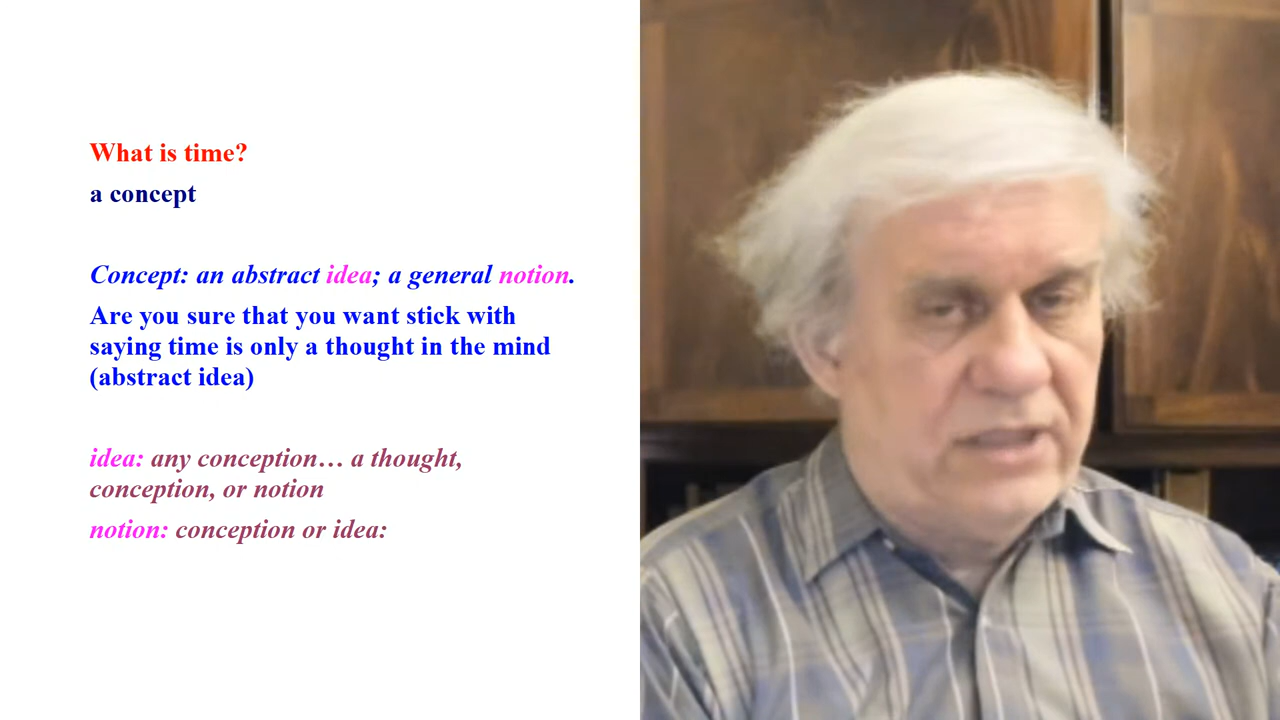 What is time?
a concept
Concept: an abstract idea; a general notion.
Are you sure that you want stick with
saying time is only a thought in the mind
(abstract idea)
idea: any conception… a thought,
conception, or notion
notion: conception or idea: